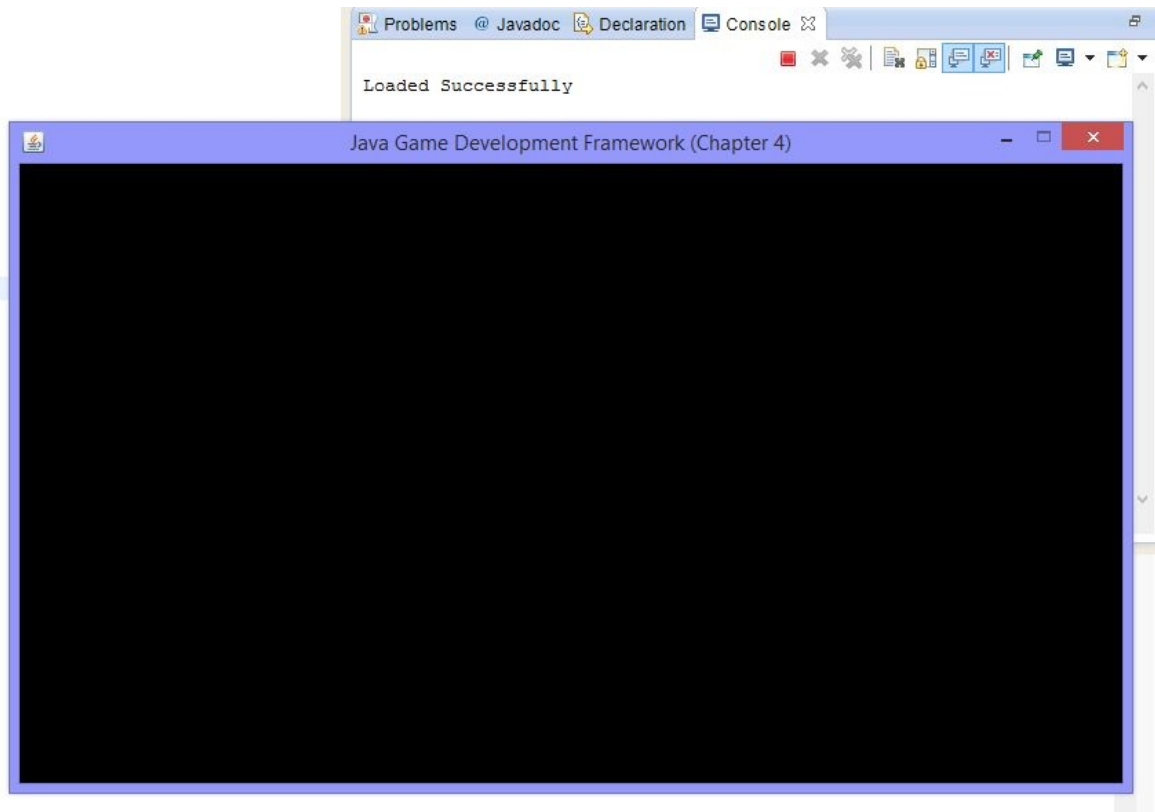 Problems @ Javadoc Declaration Console
Loaded Successfully
Java Game Development Framework (Chapter 4)